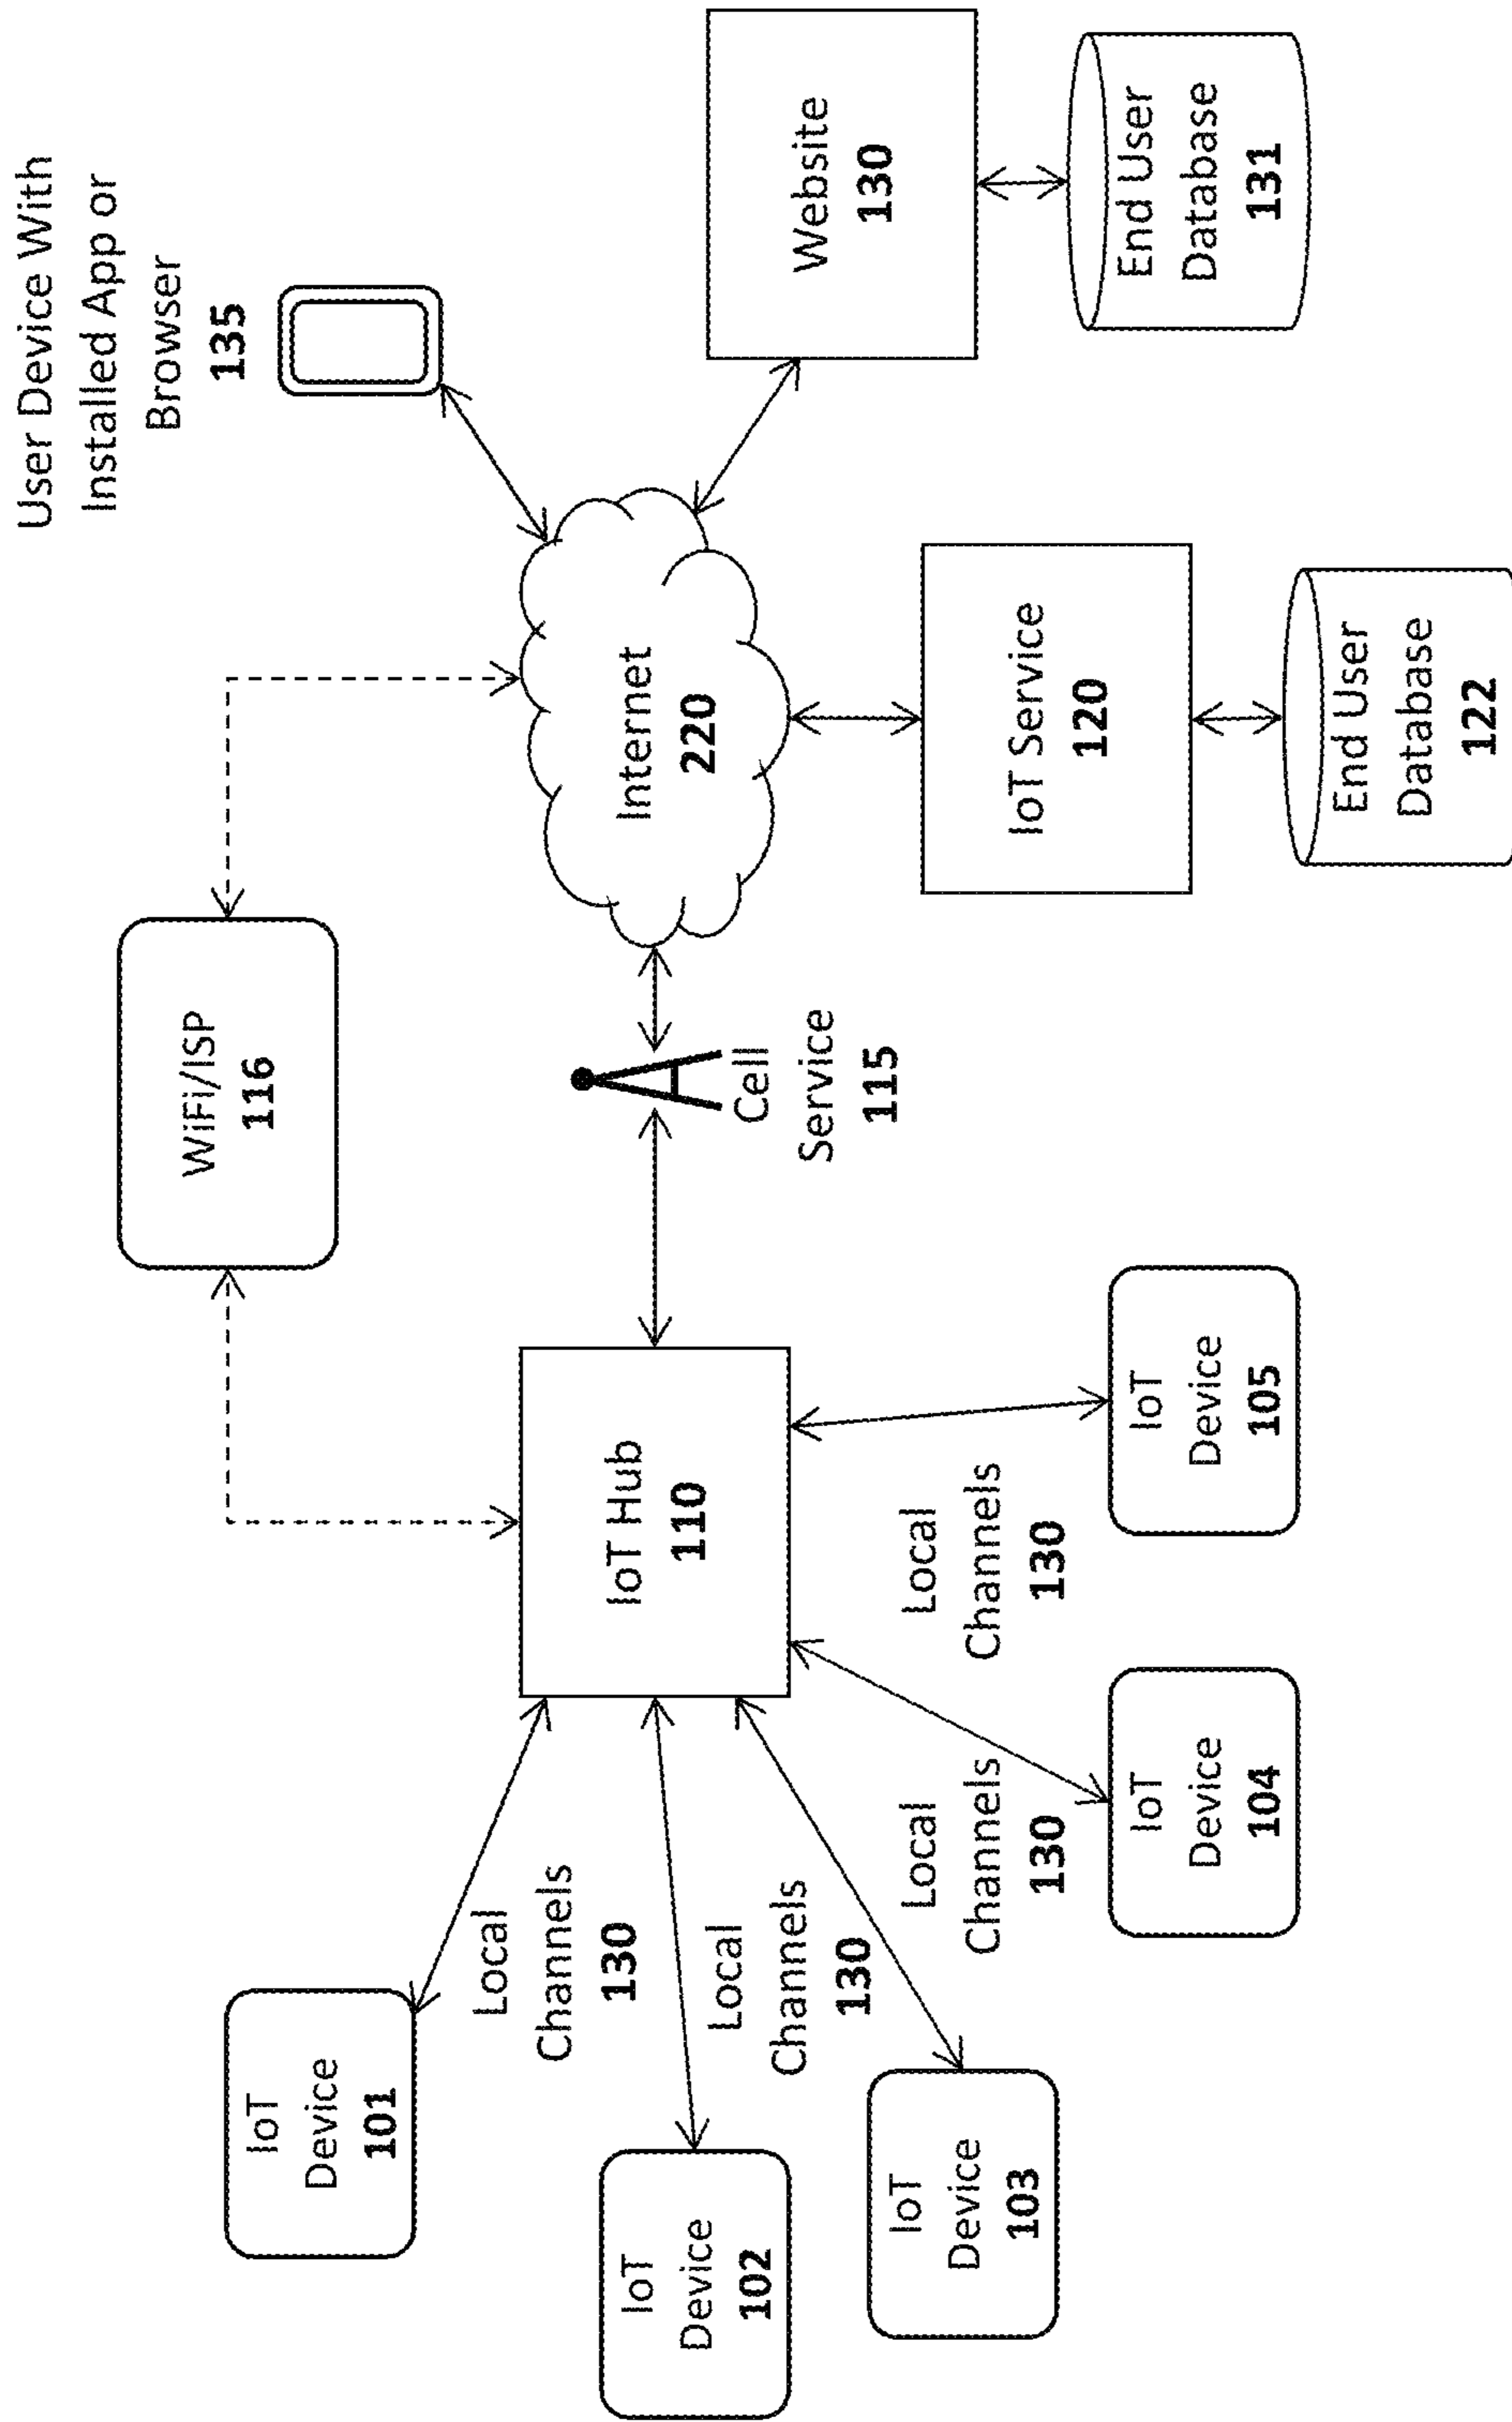 User Device With
Installed App or
Browser
135
WiFi/ISP
116
IoT
Device
101
Local
Channels
130
IoT Hub
110
Cell
Service
115
Internet
220
Website
130
IoT
Device
102
Local
Channels
130
IoT
Device
103
Local
Channels
130
Local
Channels
130
IoT Service
120
End User
Database
131
IoT
Device
104
IoT
Device
105
End User
Database
122